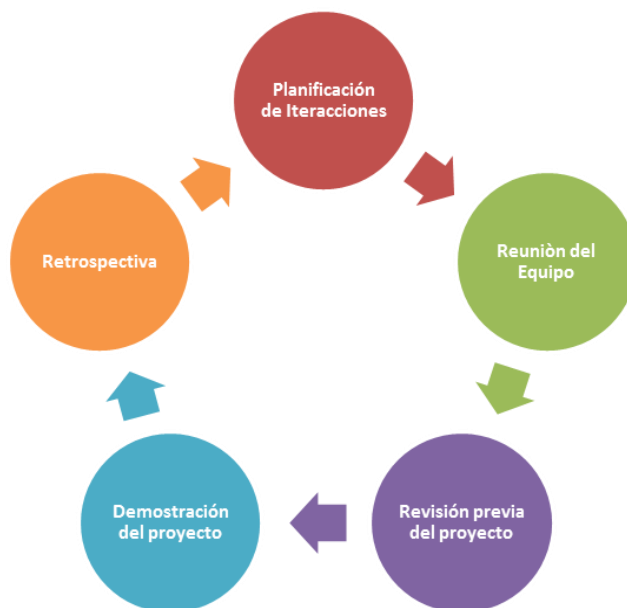 Planificación
de Iteracciones
Reuniòn del
Equipo
Revisión previa
del proyecto
Demostración
del proyecto
Retrospectiva